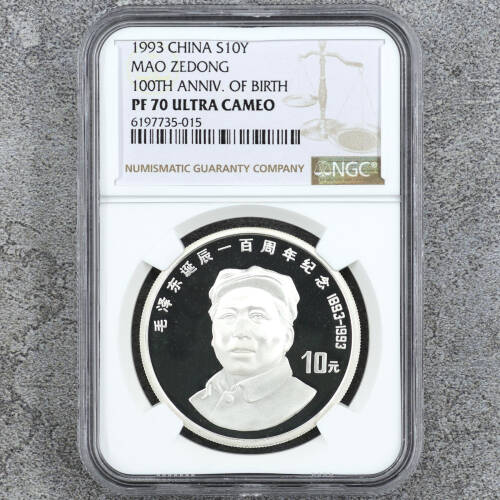 1993 CHINA S10Y
MAO ZEDONG
100TH ANNIV. OF BIRTH
PF 70 ULTRA CAMEO
6197735-015
NUMISMATIC GUARANTY COMPANY
NGC®
毛泽东诞辰一百周年纪念 1893-1993
10元